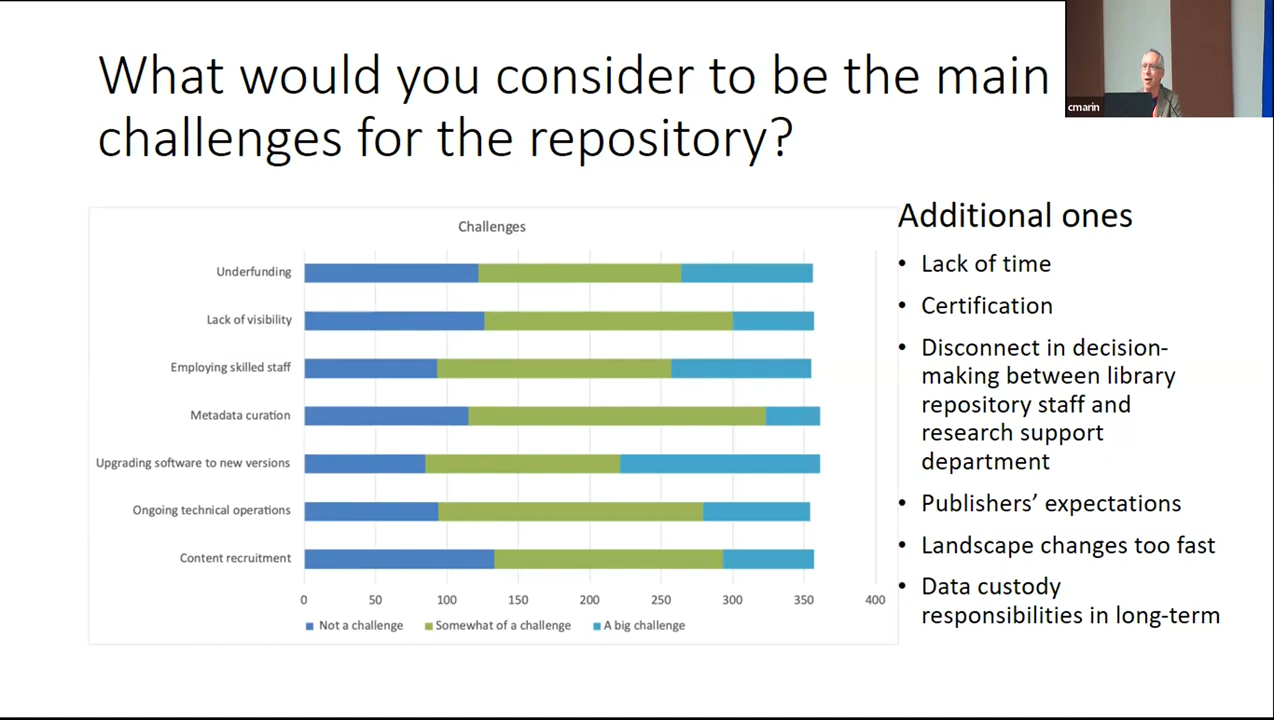 What would you consider to be the main
challenges for the repository?
cmarin
Challenges
Underfunding
Lack of visibility
Employing skilled staff
Metadata curation
Upgrading software to new versions
Ongoing technical operations
Content recruitment
0 50 100 150 200 250 300 350 400
Not a challenge Somewhat of a challenge A big challenge
Additional ones
• Lack of time
• Certification
• Disconnect in decision-
making between library
repository staff and
research support
department
• Publishers’ expectations
• Landscape changes too fast
• Data custody
responsibilities in long-term